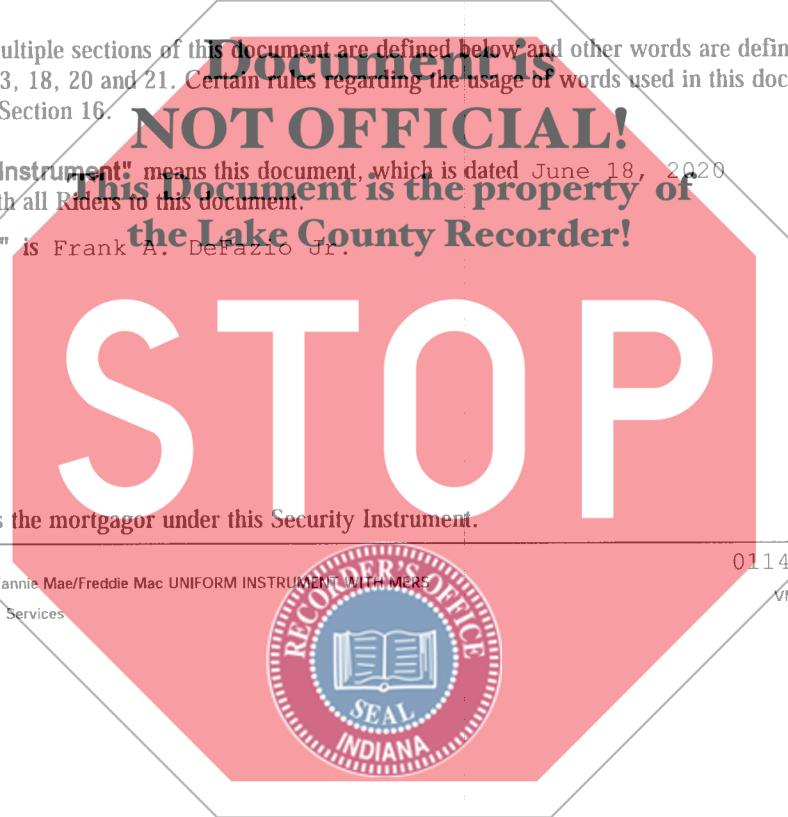 Document is
ultiple sections of this document are defined below and other words are defin
3, 18, 20 and 21. Certain rules regarding the usage of words used in this doc
Section 16.
NOT OFFICIAL!
Instrument" means this document, which is dated June 18, 2020
This Document is the property of
th all Riders to this document.
the Lake County Recorder!
" is Frank A. DeFazio Jr.
STOP
s the mortgagor under this Security Instrument.
0114
annie Mae/Freddie Mac UNIFORM INSTRUMENT WITH MERS
VM
Services
RECORDER'S OFFICE
SEAL
INDIANA